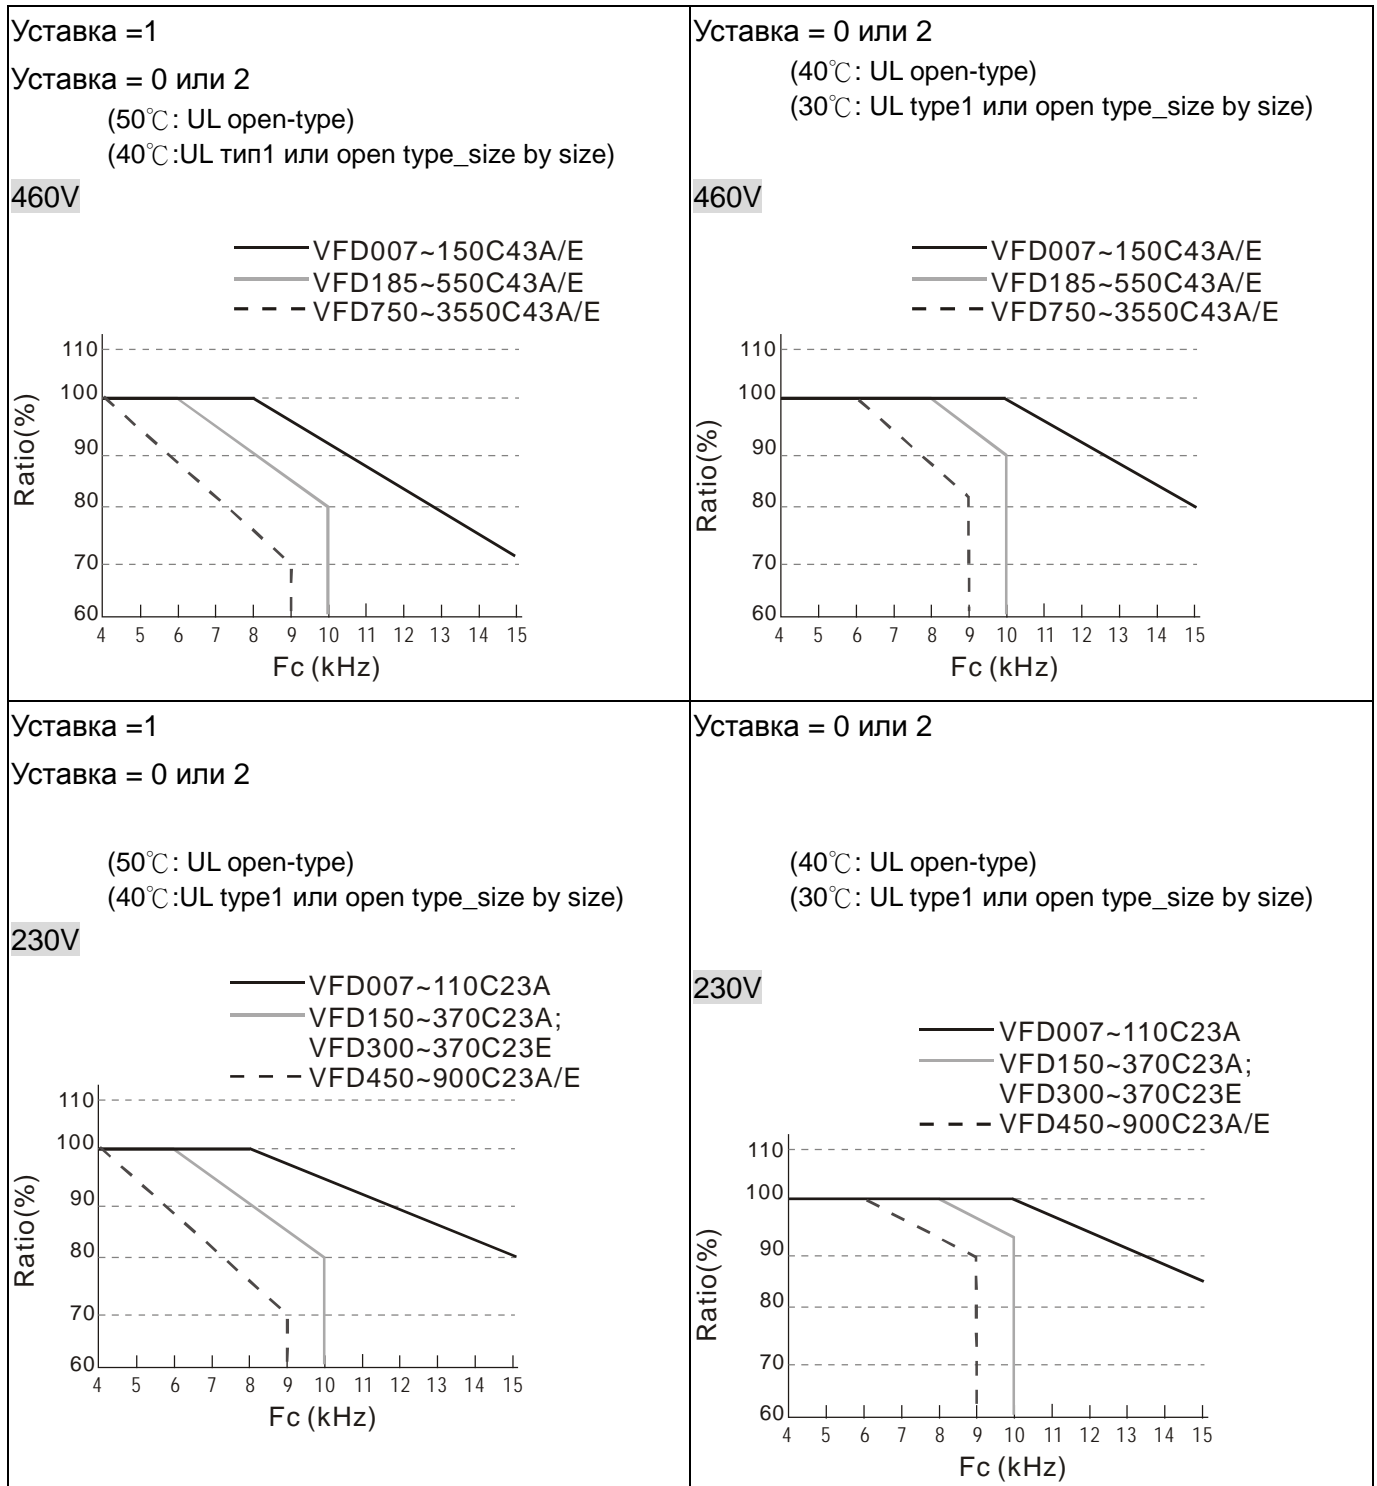 Уставка =1
Уставка = 0 или 2
(50℃: UL open-type)
(40℃:UL тип1 или open type_size by size)
460V
VFD007~150C43A/E
VFD185~550C43A/E
VFD750~3550C43A/E
110
100
90
80
70
60
Ratio(%)
4 5 6 7 8 9 10 11 12 13 14 15
Fc (kHz)
Уставка = 0 или 2
(40℃: UL open-type)
(30℃: UL type1 или open type_size by size)
460V
VFD007~150C43A/E
VFD185~550C43A/E
VFD750~3550C43A/E
110
100
90
80
70
60
Ratio(%)
4 5 6 7 8 9 10 11 12 13 14 15
Fc (kHz)
Уставка =1
Уставка = 0 или 2
(50℃: UL open-type)
(40℃:UL type1 или open type_size by size)
230V
VFD007~110C23A
VFD150~370C23A;
VFD300~370C23E
VFD450~900C23A/E
110
100
90
80
70
60
Ratio(%)
4 5 6 7 8 9 10 11 12 13 14 15
Fc (kHz)
Уставка = 0 или 2
(40℃: UL open-type)
(30℃: UL type1 или open type_size by size)
230V
VFD007~110C23A
VFD150~370C23A;
VFD300~370C23E
VFD450~900C23A/E
110
100
90
80
70
60
Ratio(%)
4 5 6 7 8 9 10 11 12 13 14 15
Fc (kHz)